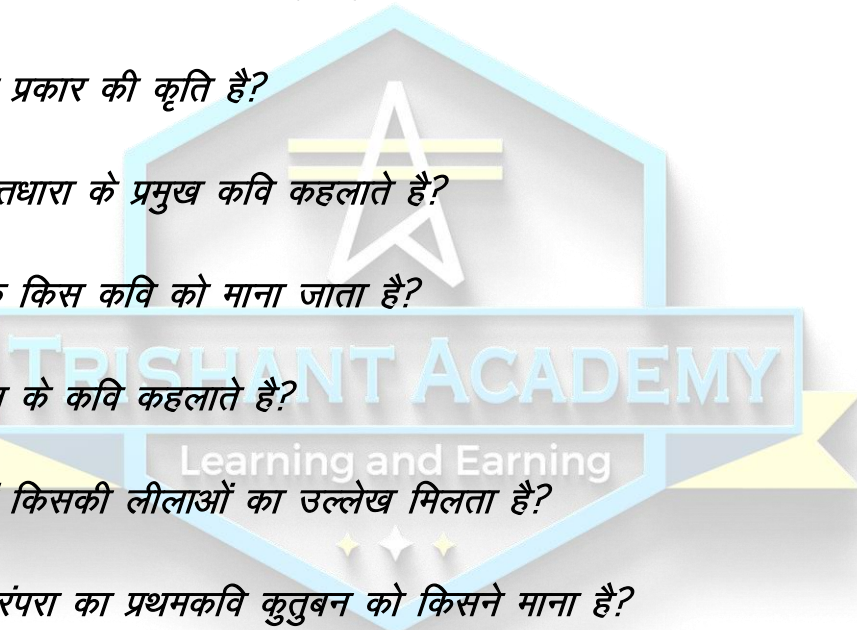 प्रकार की कृति है?
तधारा के प्रमुख कवि कहलाते है?
किस कवि को माना जाता है?
TRISHANT ACADEMY
के कवि कहलाते है?
Learning and Earning
किसकी लीलाओं का उल्लेख मिलता है?
रंपरा का प्रथमकवि कुतुबन को किसने माना है?